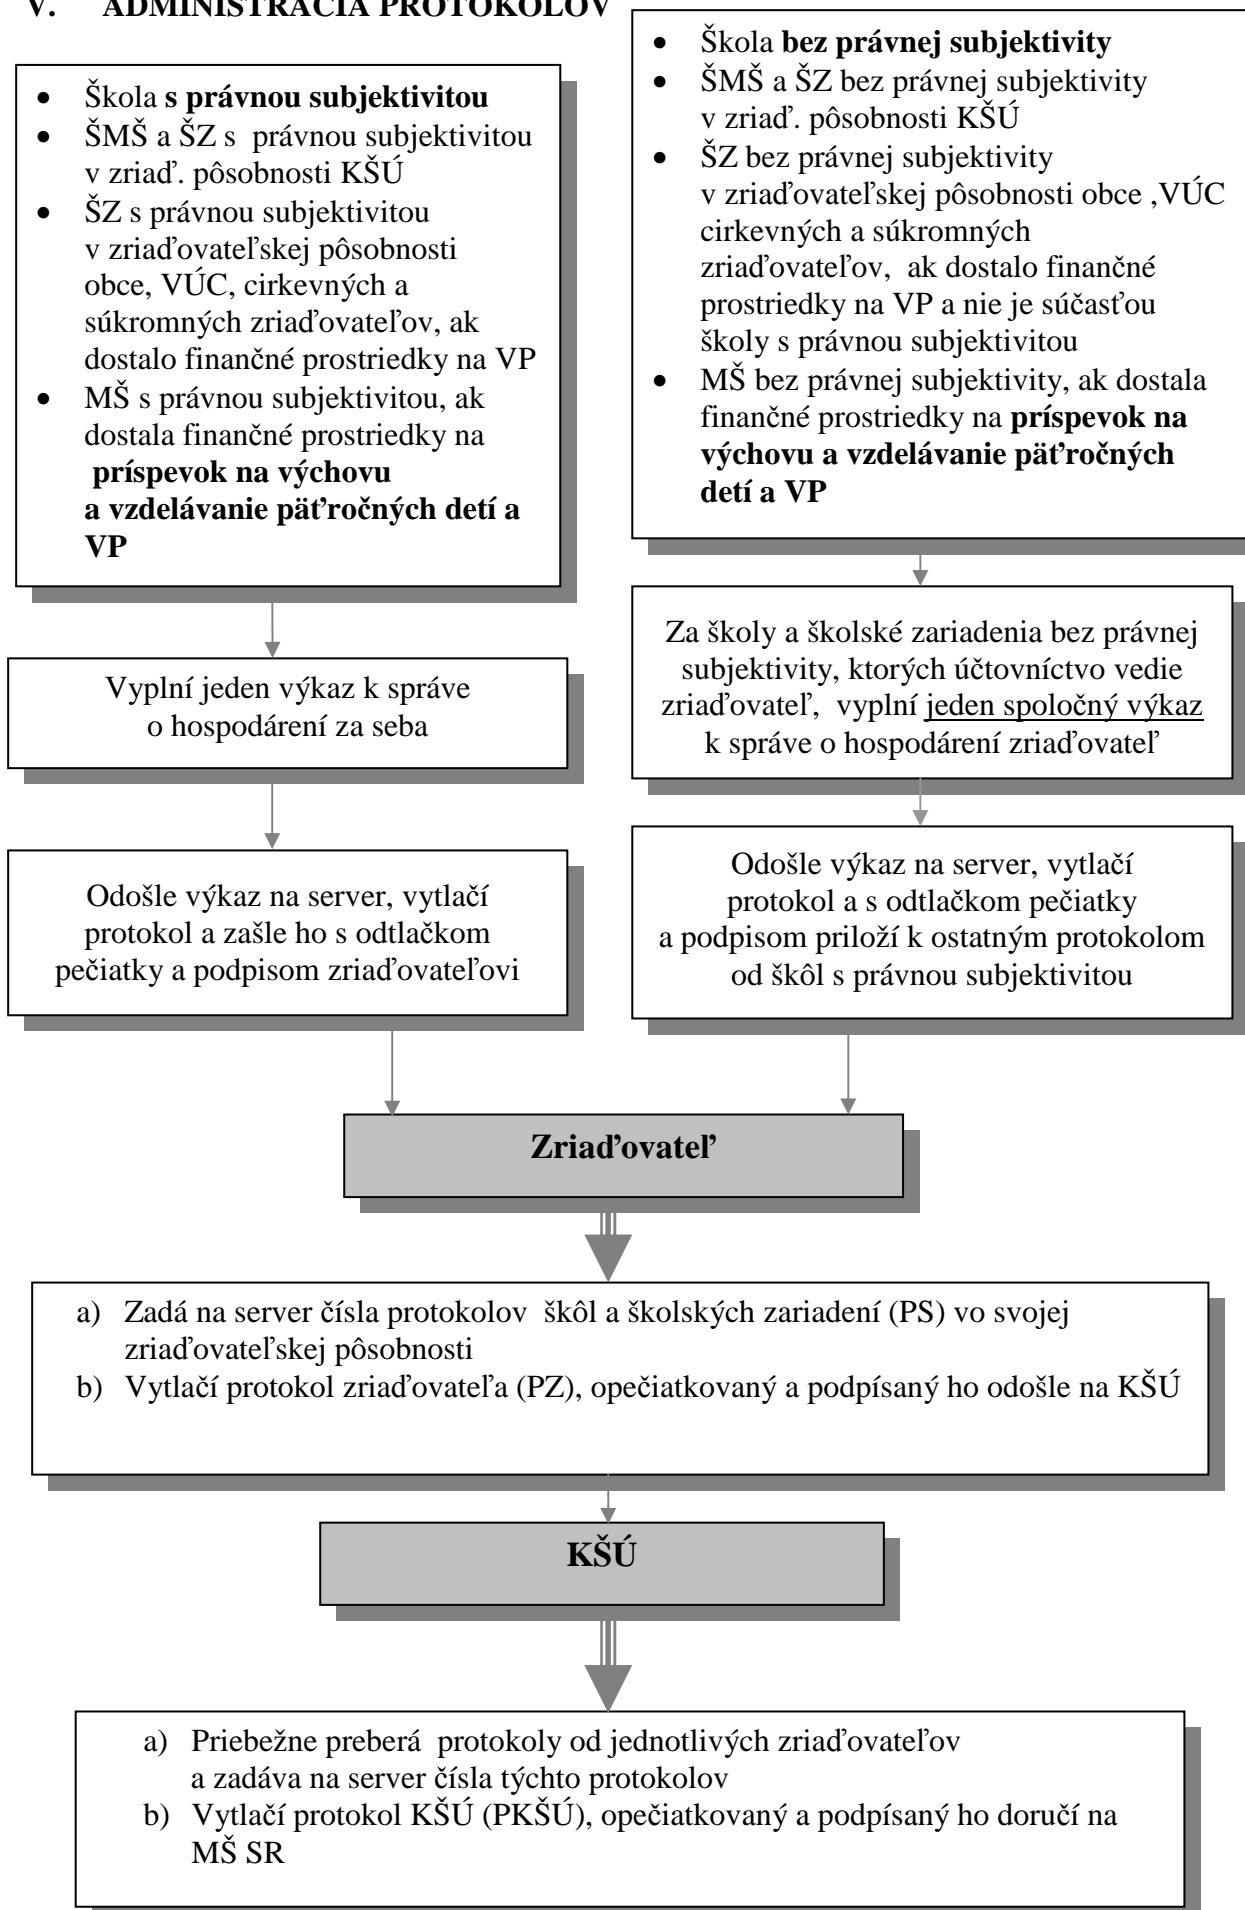 V. ADMINISTRÁCIA PROTOKOLOV
• Škola s právnou subjektivitou
• ŠMŠ a ŠZ s právnou subjektivitou
v zriaď. pôsobnosti KŠÚ
• ŠZ s právnou subjektivitou
v zriaďovateľskej pôsobnosti
obce, VÚC, cirkevných a
súkromných zriaďovateľov, ak
dostalo finančné prostriedky na VP
• MŠ s právnou subjektivitou, ak
dostala finančné prostriedky na
príspevok na výchovu
a vzdelávanie päťročných detí a
VP
• Škola bez právnej subjektivity
• ŠMŠ a ŠZ bez právnej subjektivity
v zriaď. pôsobnosti KŠÚ
• ŠZ bez právnej subjektivity
v zriaďovateľskej pôsobnosti obce ,VÚC
cirkevných a súkromných
zriaďovateľov, ak dostalo finančné
prostriedky na VP a nie je súčasťou
školy s právnou subjektivitou
• MŠ bez právnej subjektivity, ak dostala
finančné prostriedky na príspevok na
výchovu a vzdelávanie päťročných
detí a VP
Vyplní jeden výkaz k správe
o hospodárení za seba
Za školy a školské zariadenia bez právnej
subjektivity, ktorých účtovníctvo vedie
zriaďovateľ, vyplní jeden spoločný výkaz
k správe o hospodárení zriaďovateľ
Odošle výkaz na server, vytlačí
protokol a zašle ho s odtlačkom
pečiatky a podpisom zriaďovateľovi
Odošle výkaz na server, vytlačí
protokol a s odtlačkom pečiatky
a podpisom priloží k ostatným protokolom
od škôl s právnou subjektivitou
Zriaďovateľ
a) Zadá na server čísla protokolov škôl a školských zariadení (PS) vo svojej
zriaďovateľskej pôsobnosti
b) Vytlačí protokol zriaďovateľa (PZ), opečiatkovaný a podpísaný ho odošle na KŠÚ
KŠÚ
a) Priebežne preberá protokoly od jednotlivých zriaďovateľov
a zadáva na server čísla týchto protokolov
b) Vytlačí protokol KŠÚ (PKŠÚ), opečiatkovaný a podpísaný ho doručí na
MŠ SR